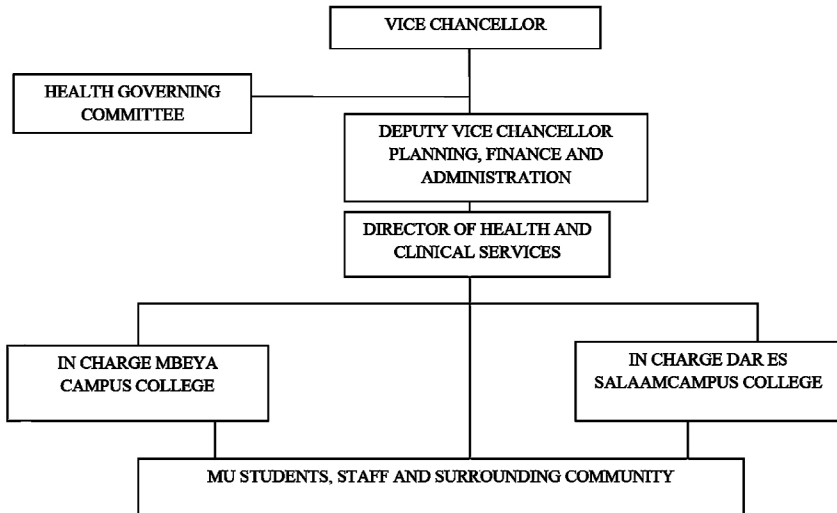 VICE CHANCELLOR
HEALTH GOVERNING
COMMITTEE
DEPUTY VICE CHANCELLOR
PLANNING, FINANCE AND
ADMINISTRATION
DIRECTOR OF HEALTH AND
CLINICAL SERVICES
IN CHARGE MBEYA
CAMPUS COLLEGE
IN CHARGE DAR ES
SALAAMCAMPUS COLLEGE
MU STUDENTS, STAFF AND SURROUNDING COMMUNITY